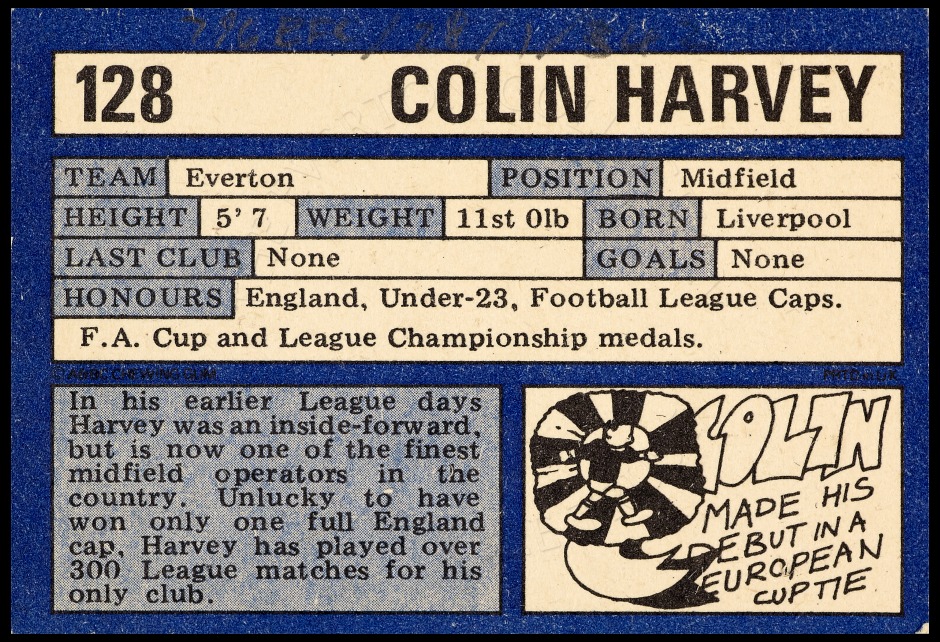 128 COLIN HARVEY
TEAM Everton POSITION Midfield
HEIGHT 5' 7 WEIGHT 11st 0lb BORN Liverpool
LAST CLUB None GOALS None
HONOURS England, Under-23, Football League Caps.
F.A. Cup and League Championship medals.
In his earlier League days
Harvey was an inside-forward,
but is now one of the finest
midfield operators in the
country. Unlucky to have
won only one full England
cap, Harvey has played over
300 League matches for his
only club.
COLIN
MADE HIS
DEBUT IN A
EUROPEAN
CUPTIE